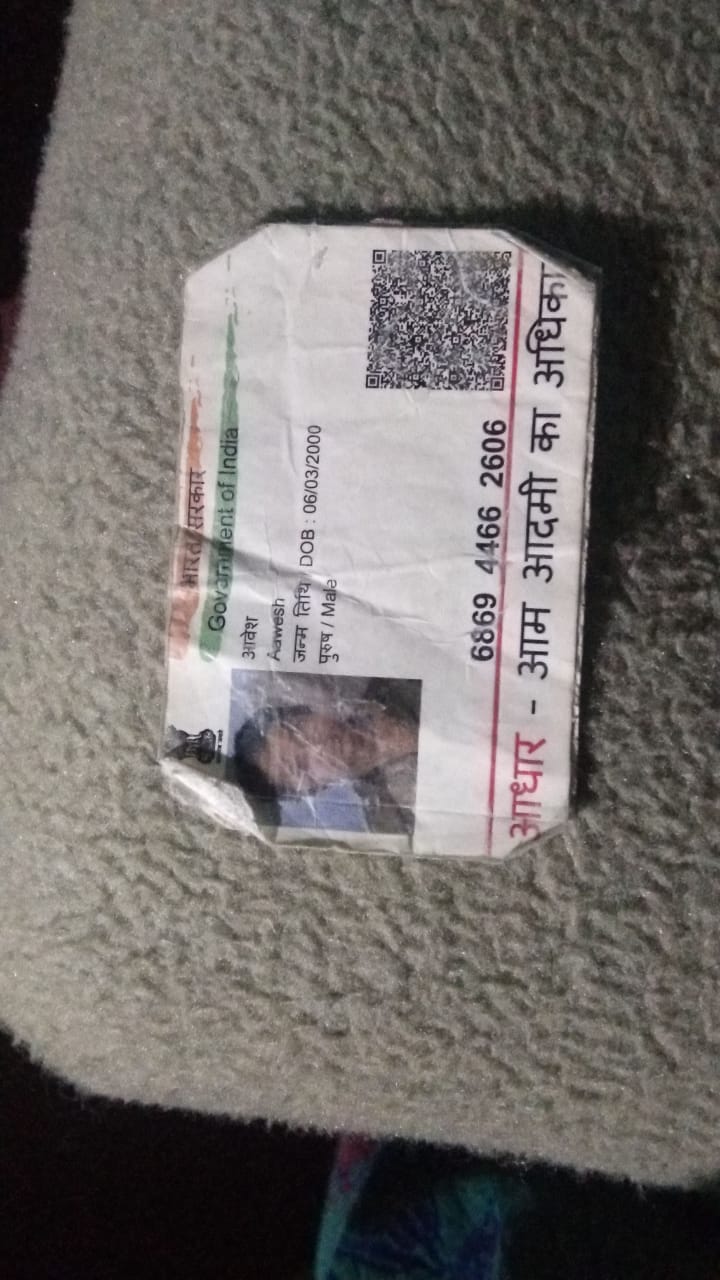 भारत सरकार
Government of India
आवेश
Aawesh
जन्म तिथि / DOB : 06/03/2000
पुरुष / Male
6869 4466 2606
आधार - आम आदमी का अधिका